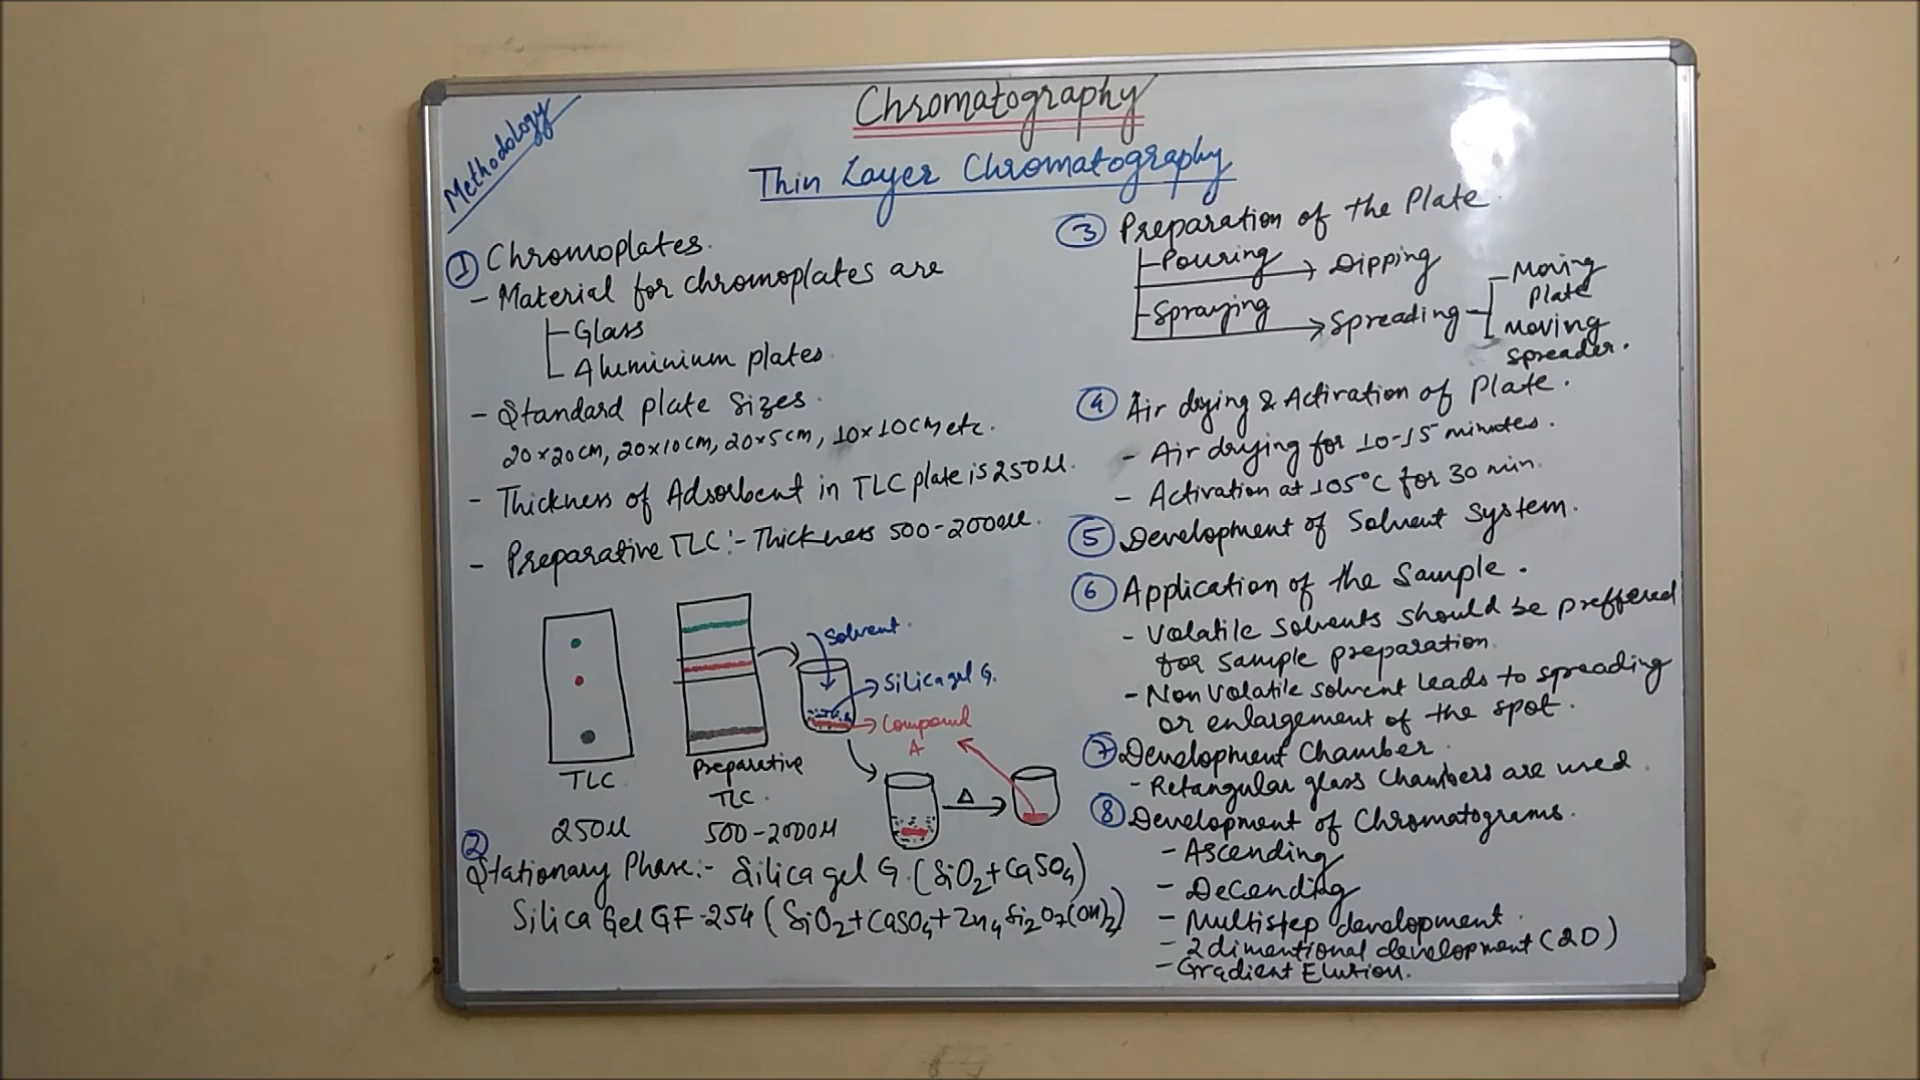 Methodology
Chromatography
Thin Layer Chromatography
① Chromoplates.
- Material for chromoplates are
Glass
Aluminium plates.
- Standard plate sizes.
20×20cm, 20×10cm, 20×5cm, 10×10cm etc.
- Thickness of Adsorbent in TLC plate is 250µ.
- Preparative TLC:- Thickness 500-2000µ.
Solvent.
Silica gel G.
Compound
A
Δ
TLC
Preparative
TLC.
250µ
500-2000µ
②
Stationary Phase:- Silica gel G. (SiO2+CaSO4)
Silica Gel GF-254 (SiO2+CaSO4+Zn4Si2O7(OH)2)
③ Preparation of the Plate.
Pouring → Dipping
Spraying → Spreading
Moving
Plate
Moving
Spreader.
④ Air drying & Activation of Plate.
- Air drying for 10-15 minutes.
- Activation at 105°C for 30 min.
⑤ Development of Solvent System.
⑥ Application of the Sample.
- Volatile Solvents should be preffered
for sample preparation.
- Non Volatile solvent leads to spreading
or enlargement of the spot.
⑦ Development Chamber.
- Retangular glass Chambers are used.
⑧ Development of Chromatograms.
- Ascending
- Decending
- Multistep development.
- 2 dimentional development (2D)
- Gradient Elution.